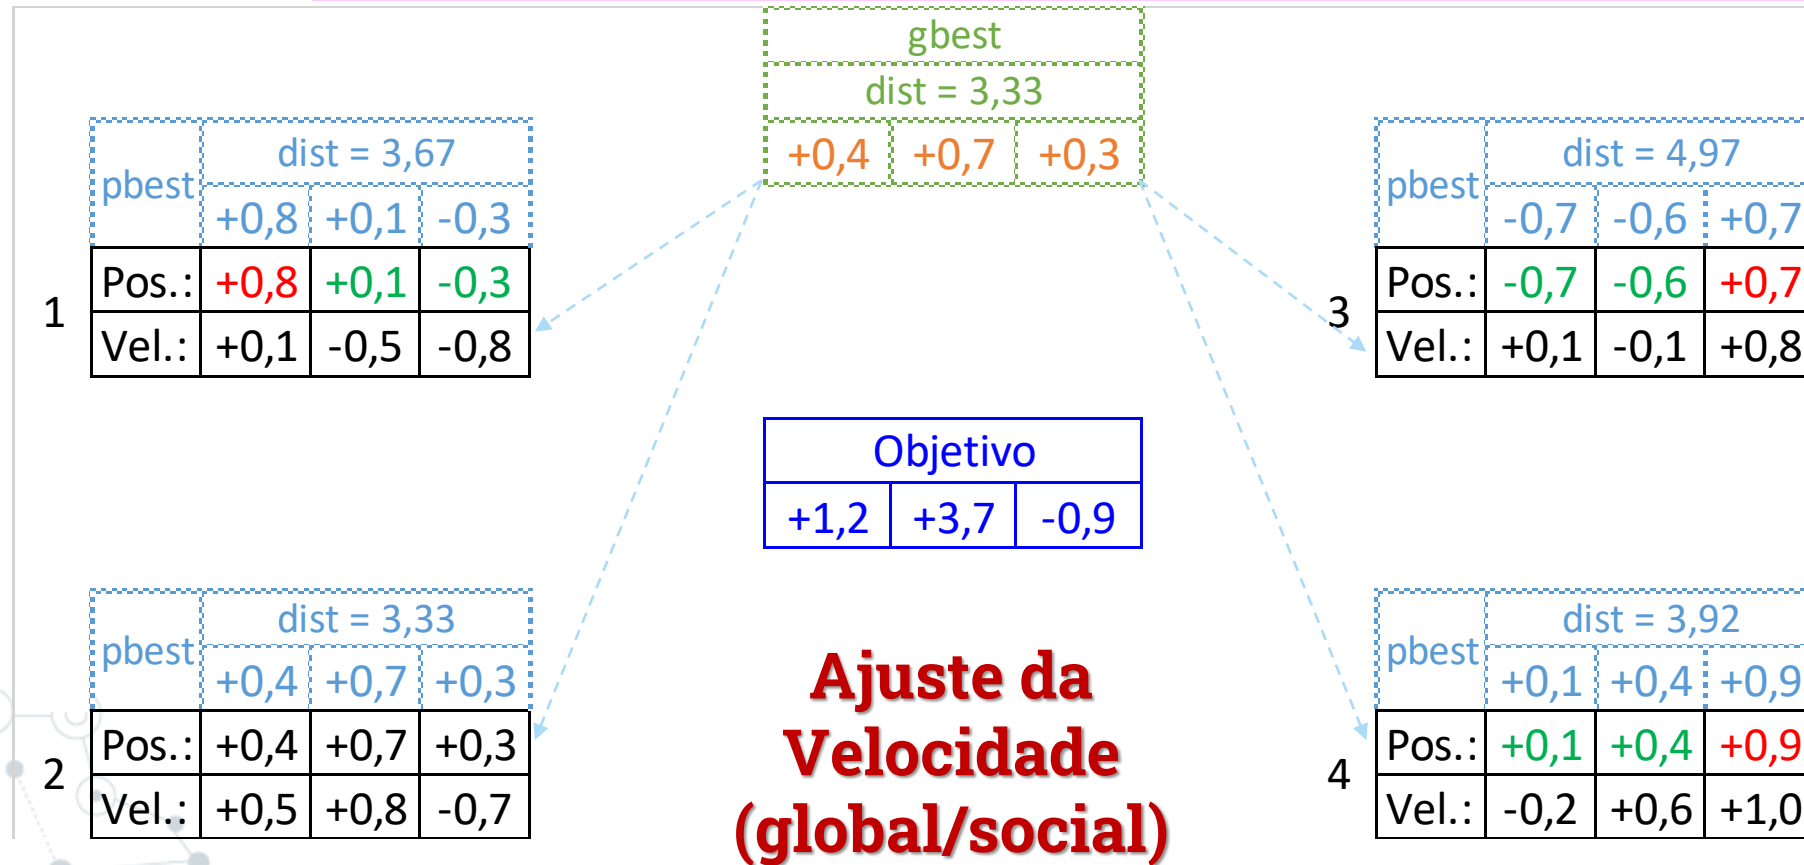 gbest
dist = 3,33
+0,4 +0,7 +0,3
pbest dist = 3,67
+0,8 +0,1 -0,3
1
Pos.: +0,8 +0,1 -0,3
Vel.: +0,1 -0,5 -0,8
pbest dist = 4,97
-0,7 -0,6 +0,7
3
Pos.: -0,7 -0,6 +0,7
Vel.: +0,1 -0,1 +0,8
Objetivo
+1,2 +3,7 -0,9
pbest dist = 3,33
+0,4 +0,7 +0,3
2
Pos.: +0,4 +0,7 +0,3
Vel.: +0,5 +0,8 -0,7
Ajuste da
Velocidade
(global/social)
pbest dist = 3,92
+0,1 +0,4 +0,9
4
Pos.: +0,1 +0,4 +0,9
Vel.: -0,2 +0,6 +1,0